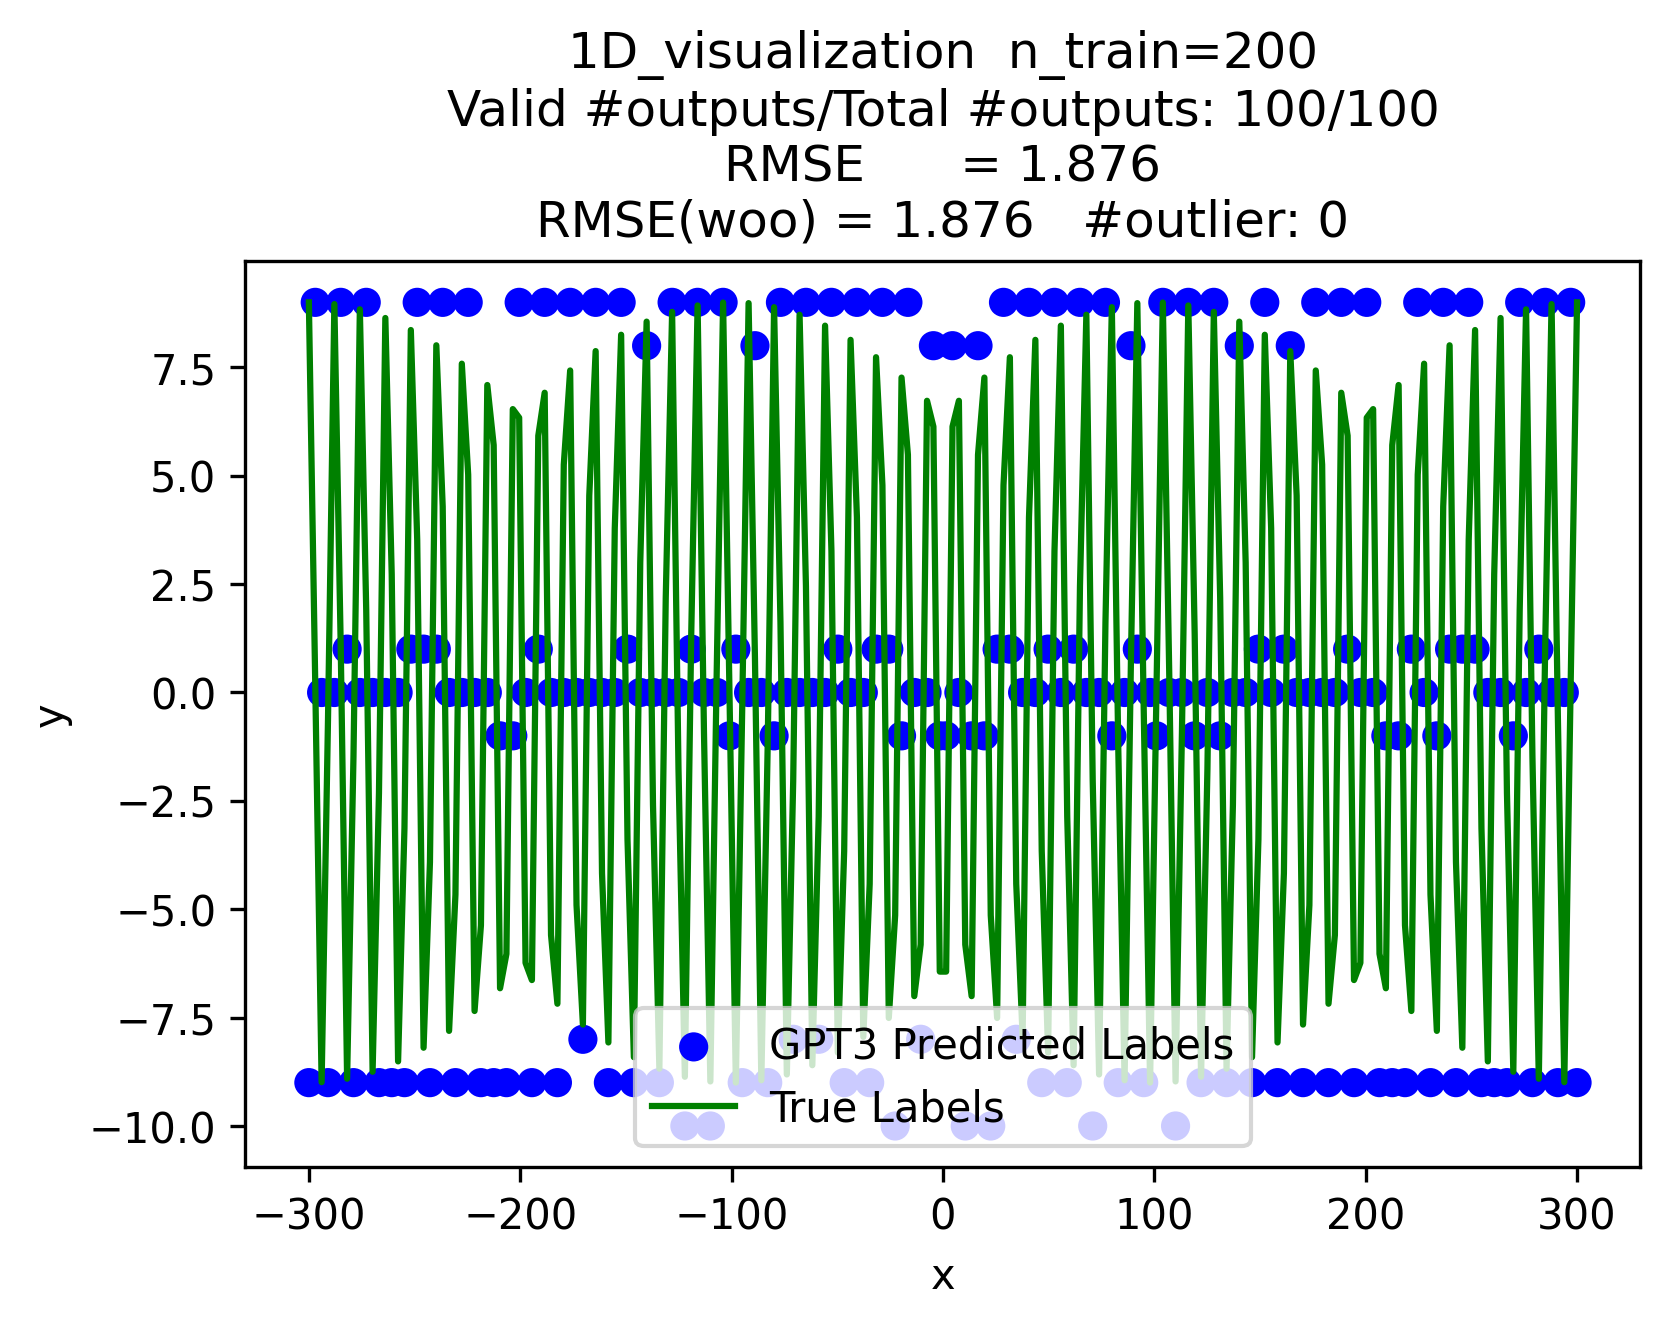 1D_visualization  n_train=200
Valid #outputs/Total #outputs: 100/100
RMSE      = 1.876
RMSE(woo) = 1.876   #outlier: 0
7.5
5.0
2.5
0.0
−2.5
−5.0
−7.5
−10.0
y
GPT3 Predicted Labels
True Labels
−300
−200
−100
0
100
200
300
x